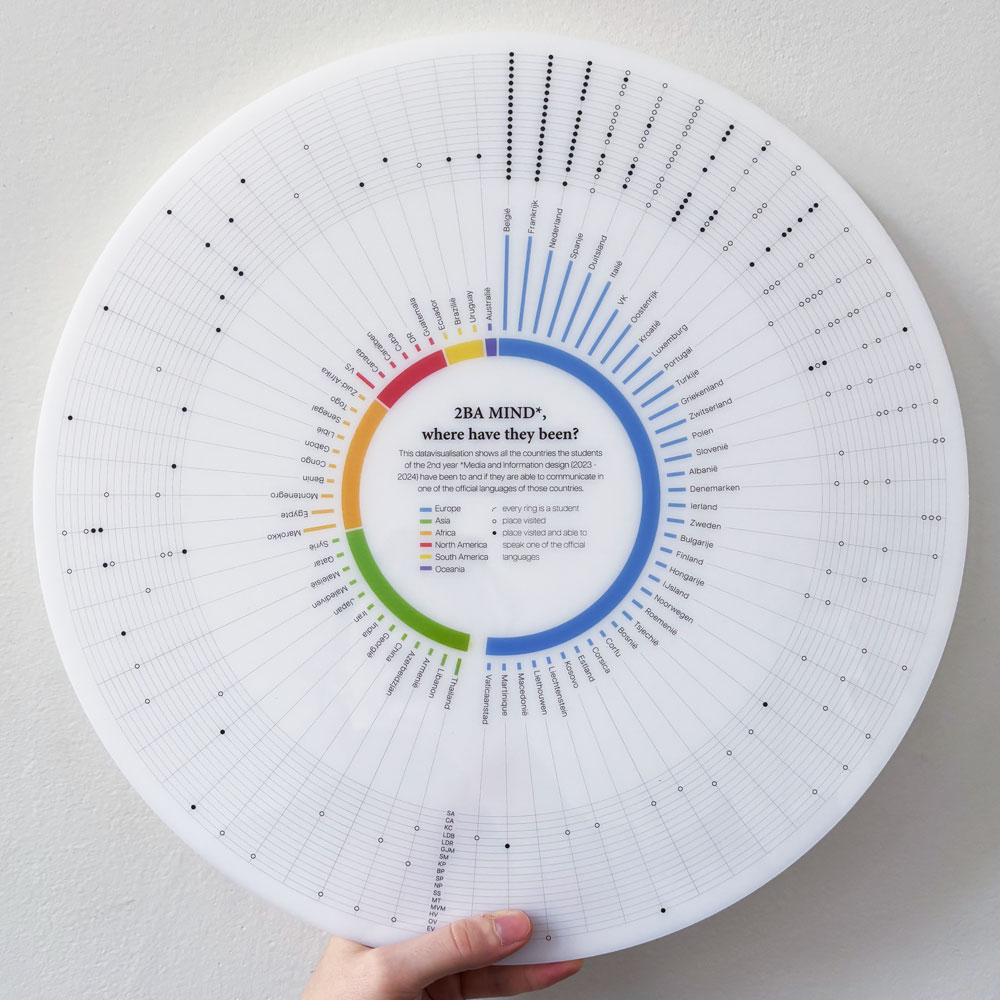 2BA MIND*,
where have they been?
This datavisualisation shows all the countries the students
of the 2nd year *Media and Information design (2023 -
2024) have been to and if they are able to communicate in
one of the official languages of those countries.
Europe
Asia
Africa
North America
South America
Oceania
every ring is a student
place visited
place visited and able to
speak one of the official
languages
België
Frankrijk
Nederland
Spanje
Duitsland
Italië
VK
Oostenrijk
Kroatië
Luxemburg
Portugal
Turkije
Griekenland
Zwitserland
Polen
Slovenië
Albanië
Denemarken
Ierland
Zweden
Bulgarije
Finland
Hongarije
IJsland
Noorwegen
Roemenië
Tsjechië
Bosnië
Corfu
Corsica
Estland
Kosovo
Liechtenstein
Liethouwen
Macedonië
Martinique
Vaticaanstad
Thailand
Libanon
Armenië
Azerbeidzjan
China
Georgië
India
Iran
Japan
Malediven
Maleisië
Qatar
Syrië
Marokko
Egypte
Montenegro
Benin
Congo
Gabon
Libië
Senegal
Togo
Zuid-Afrika
VS
Canada
Caraïben
Cuba
DR
Guatemala
Ecuador
Brazilië
Uruguay
Australië
SA
CA
KC
LDB
LDR
GJM
SM
KP
BP
SP
NP
SS
MT
MVM
HV
OV
EV